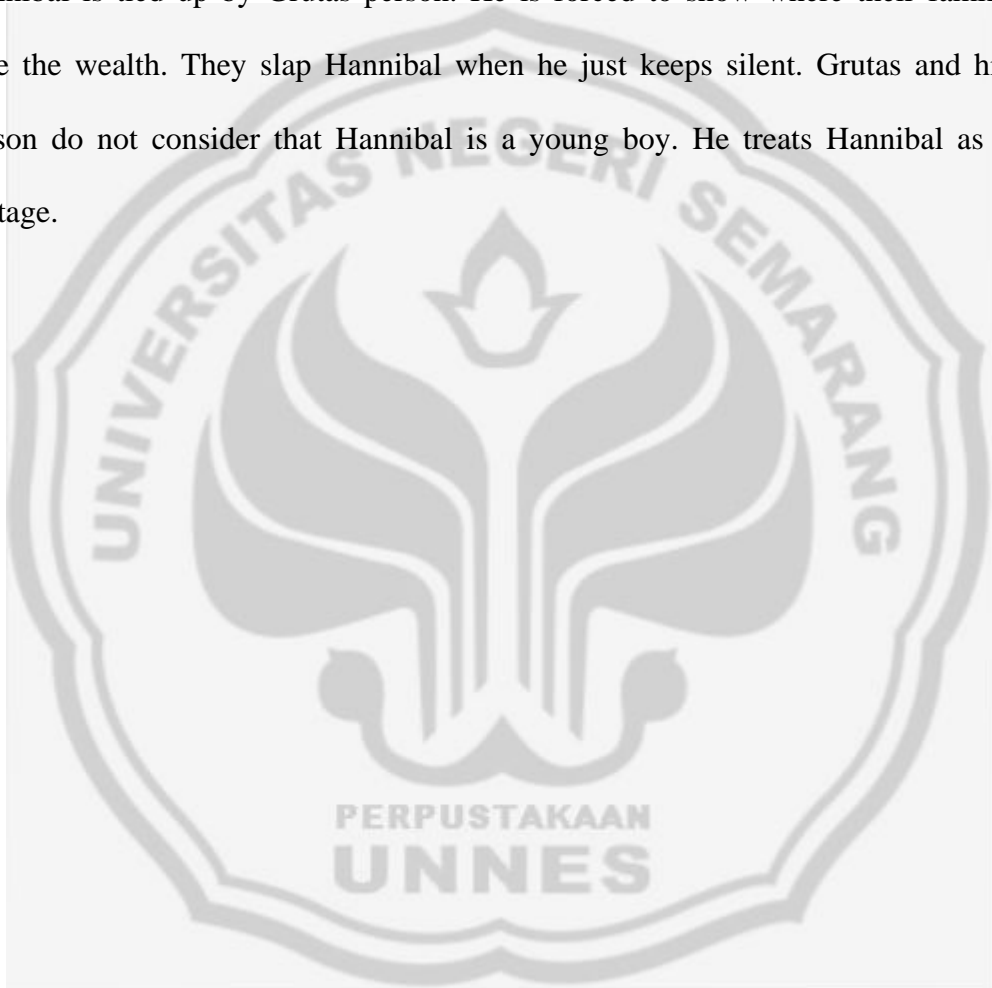 nnibal is tied up by Grutas person. He is forced to show where their famil
e the wealth. They slap Hannibal when he just keeps silent. Grutas and h
son do not consider that Hannibal is a young boy. He treats Hannibal as
tage.
UNIVERSITAS NEGERI SEMARANG
PERPUSTAKAAN
UNNES